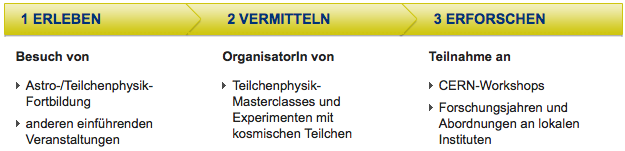 1 ERLEBEN
2 VERMITTELN
3 ERFORSCHEN
Besuch von
Astro-/Teilchenphysik-
Fortbildung
anderen einführenden
Veranstaltungen
OrganisatorIn von
Teilchenphysik-
Masterclasses und
Experimenten mit
kosmischen Teilchen
Teilnahme an
CERN-Workshops
Forschungsjahren und
Abordnungen an lokalen
Instituten